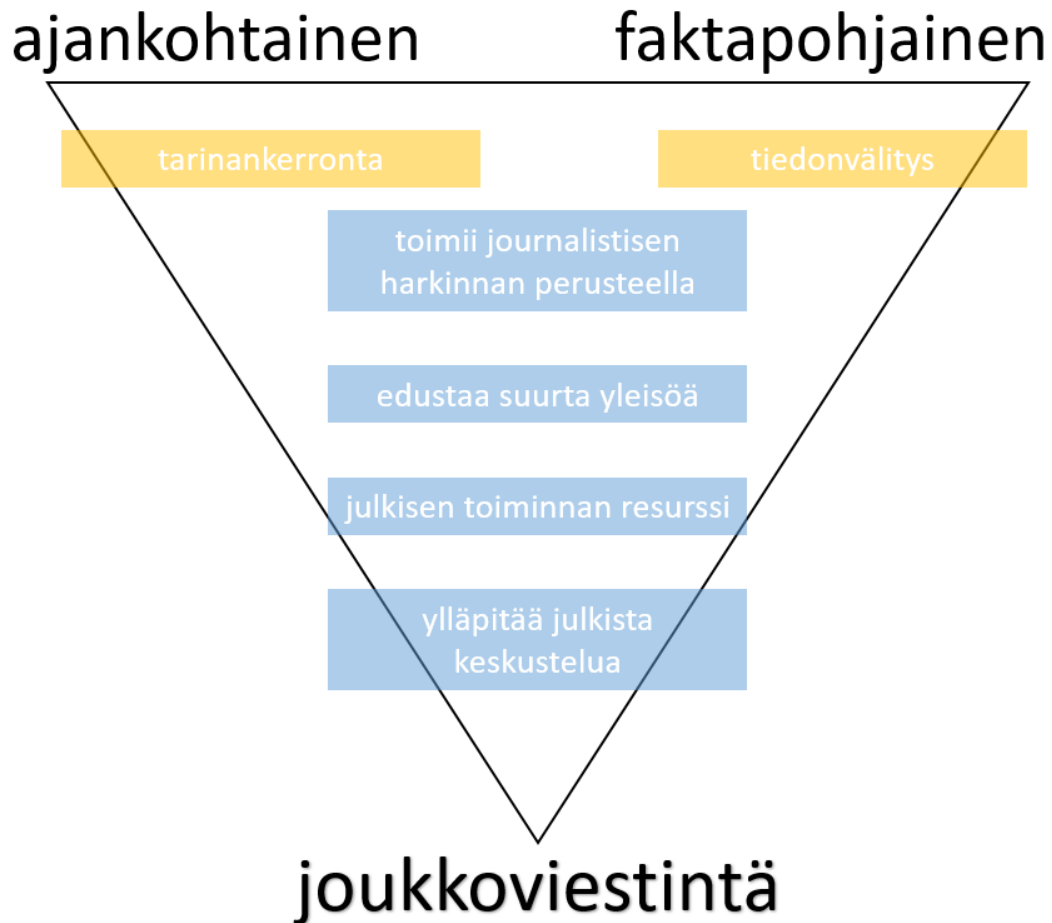 ajankohtainen faktapohjainen
tarinankerronta tiedonvälitys
toimii journalistisen
harkinnan perusteella
edustaa suurta yleisöä
julkisen toiminnan resurssi
ylläpitää julkista
keskustelua
joukkoviestintä